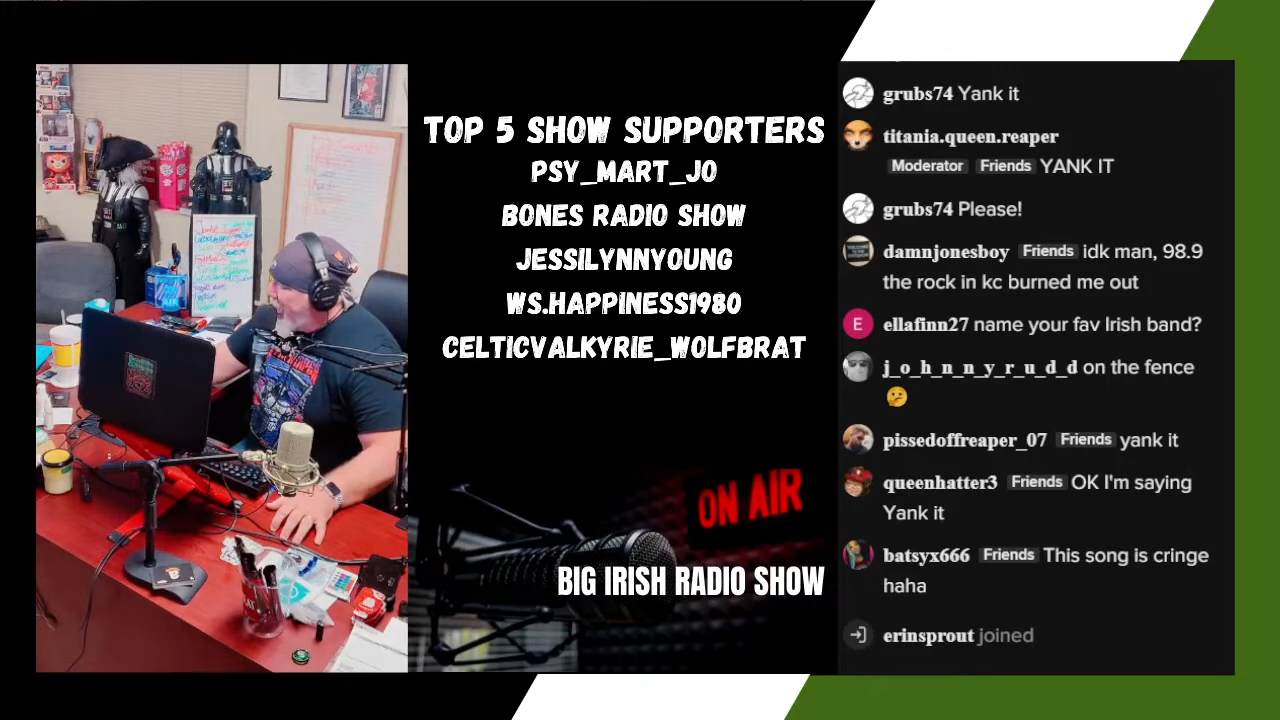 TOP 5 SHOW SUPPORTERS
PSY_MART_JO
BONES RADIO SHOW
JESSILYNNYOUNG
WS.HAPPINESS1980
CELTICVALKYRIE_WOLFBRAT
ON AIR
BIG IRISH RADIO SHOW
grubs74 Yank it
titania.queen.reaper
Moderator Friends YANK IT
grubs74 Please!
damnjonesboy Friends idk man, 98.9
the rock in kc burned me out
E ellafinn27 name your fav Irish band?
j_o_h_n_n_y_r_u_d_d on the fence
🤔
pissedoffreaper_07 Friends yank it
queenhatter3 Friends OK I'm saying
Yank it
batsyx666 Friends This song is cringe
haha
erinsprout joined